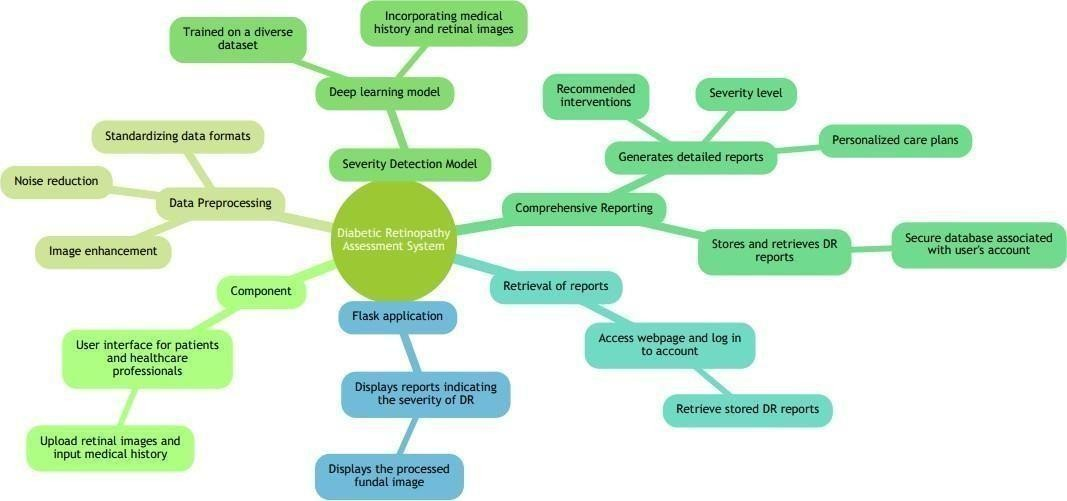 Incorporating medical
history and retinal images
Trained on a diverse
dataset
Deep learning model
Recommended
interventions
Severity level
Standardizing data formats
Personalized care plans
Generates detailed reports
Severity Detection Model
Noise reduction
Data Preprocessing
Comprehensive Reporting
Diabetic Retinopathy
Assessment System
Image enhancement
Stores and retrieves DR
reports
Secure database associated
with user's account
Component
Retrieval of reports
Flask application
User interface for patients
and healthcare
professionals
Access webpage and log in
to account
Displays reports indicating
the severity of DR
Retrieve stored DR reports
Upload retinal images and
input medical history
Displays the processed
fundal image